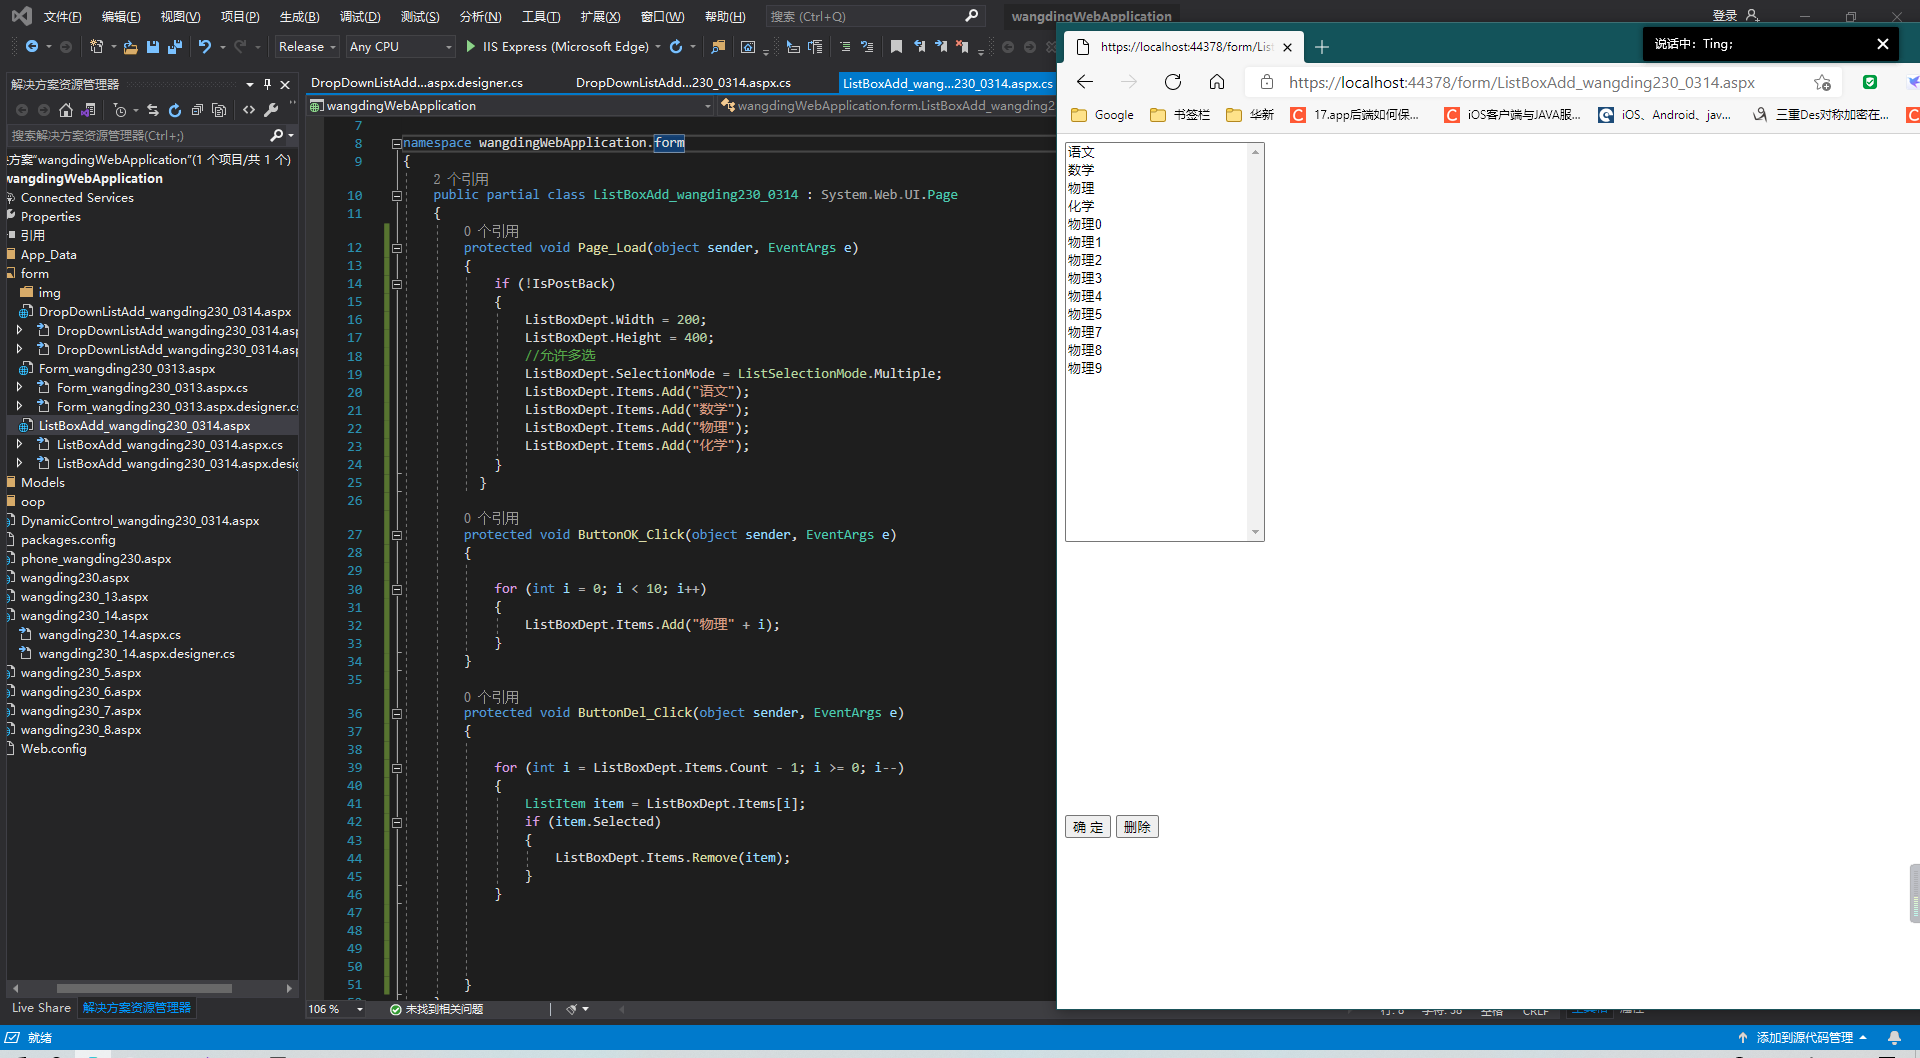 文件(F) 编辑(E) 视图(V) 项目(P) 生成(B) 调试(D) 测试(S) 分析(N) 工具(T) 扩展(X) 窗口(W) 帮助(H) 搜索 (Ctrl+Q) wangdingWebApplication 登录
Release Any CPU IIS Express (Microsoft Edge)
解决方案资源管理器
搜索解决方案资源管理器(Ctrl+;)
方案"wangdingWebApplication"(1 个项目/共 1 个)
wangdingWebApplication
Connected Services
Properties
引用
App_Data
form
img
DropDownListAdd_wangding230_0314.aspx
DropDownListAdd_wangding230_0314.asp
DropDownListAdd_wangding230_0314.asp
Form_wangding230_0313.aspx
Form_wangding230_0313.aspx.cs
Form_wangding230_0313.aspx.designer.cs
ListBoxAdd_wangding230_0314.aspx
ListBoxAdd_wangding230_0314.aspx.cs
ListBoxAdd_wangding230_0314.aspx.desig
Models
oop
DynamicControl_wangding230_0314.aspx
packages.config
phone_wangding230.aspx
wangding230.aspx
wangding230_13.aspx
wangding230_14.aspx
wangding230_14.aspx.cs
wangding230_14.aspx.designer.cs
wangding230_5.aspx
wangding230_6.aspx
wangding230_7.aspx
wangding230_8.aspx
Web.config
Live Share 解决方案资源管理器
DropDownListAdd...aspx.designer.cs DropDownListAdd...230_0314.aspx.cs ListBoxAdd_wang...230_0314.aspx.cs
wangdingWebApplication wangdingWebApplication.form.ListBoxAdd_wangding2
7
8 namespace wangdingWebApplication.form
9 {
2 个引用
10 public partial class ListBoxAdd_wangding230_0314 : System.Web.UI.Page
11 {
0 个引用
12 protected void Page_Load(object sender, EventArgs e)
13 {
14 if (!IsPostBack)
15 {
16 ListBoxDept.Width = 200;
17 ListBoxDept.Height = 400;
18 //允许多选
19 ListBoxDept.SelectionMode = ListSelectionMode.Multiple;
20 ListBoxDept.Items.Add("语文");
21 ListBoxDept.Items.Add("数学");
22 ListBoxDept.Items.Add("物理");
23 ListBoxDept.Items.Add("化学");
24 }
25 }
26
0 个引用
27 protected void ButtonOK_Click(object sender, EventArgs e)
28 {
29
30 for (int i = 0; i < 10; i++)
31 {
32 ListBoxDept.Items.Add("物理" + i);
33 }
34 }
35
0 个引用
36 protected void ButtonDel_Click(object sender, EventArgs e)
37 {
38
39 for (int i = ListBoxDept.Items.Count - 1; i >= 0; i--)
40 {
41 ListItem item = ListBoxDept.Items[i];
42 if (item.Selected)
43 {
44 ListBoxDept.Items.Remove(item);
45 }
46 }
47
48
49
50
51 }
106 % 未找到相关问题
https://localhost:44378/form/List
说话中: Ting;
https://localhost:44378/form/ListBoxAdd_wangding230_0314.aspx
Google 书签栏 华新 17.app后端如何保... iOS客户端与JAVA服... iOS、Android、jav... 三重Des对称加密在...
语文
数学
物理
化学
物理0
物理1
物理2
物理3
物理4
物理5
物理7
物理8
物理9
确 定 删除
就绪 添加到源代码管理